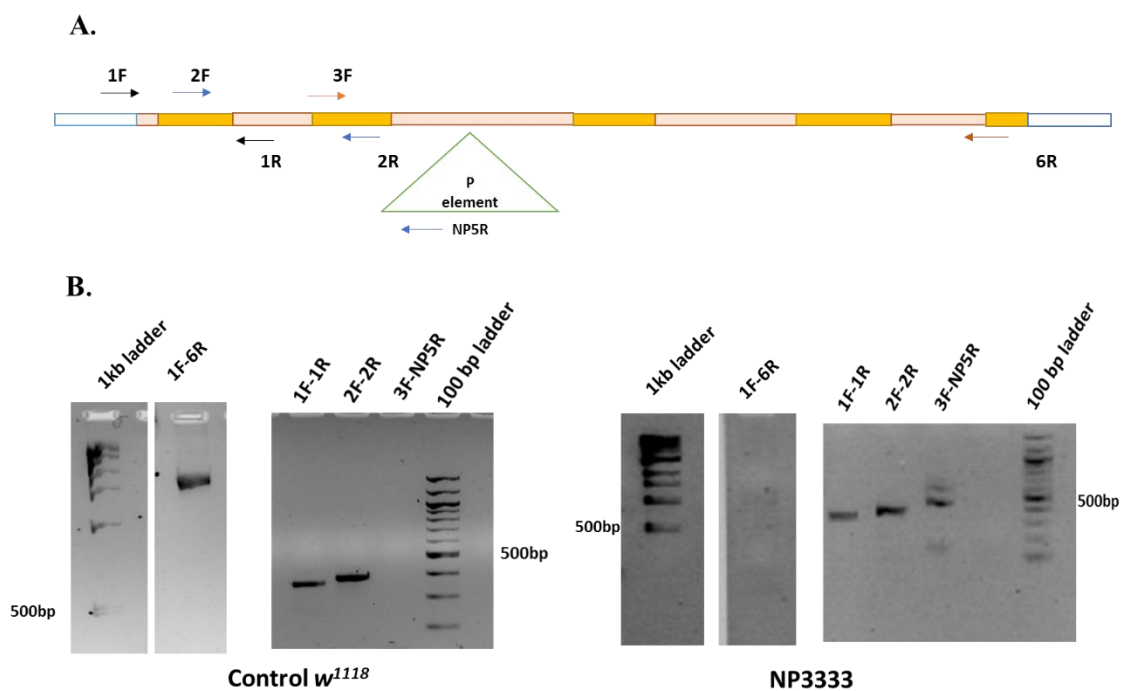 A.
1F
2F
3F
1R
2R
6R
P
element
NP5R
B.
1kb ladder
1F-6R
1F-1R
2F-2R
3F-NP5R
100 bp ladder
500bp
500bp
Control w1118
1kb ladder
1F-6R
1F-1R
2F-2R
3F-NP5R
100 bp ladder
500bp
500bp
NP3333